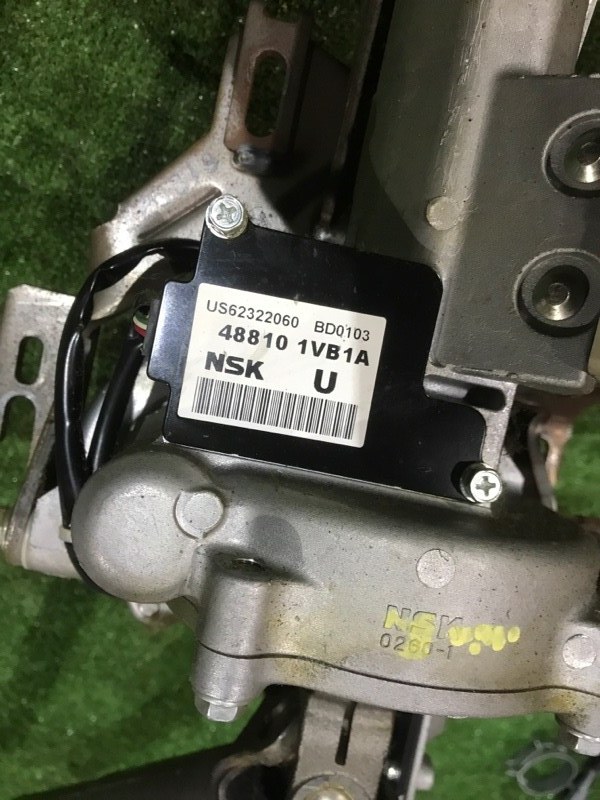 US62322060 BD0103
48810 1VB1A
NSK U
NSK
0260-1